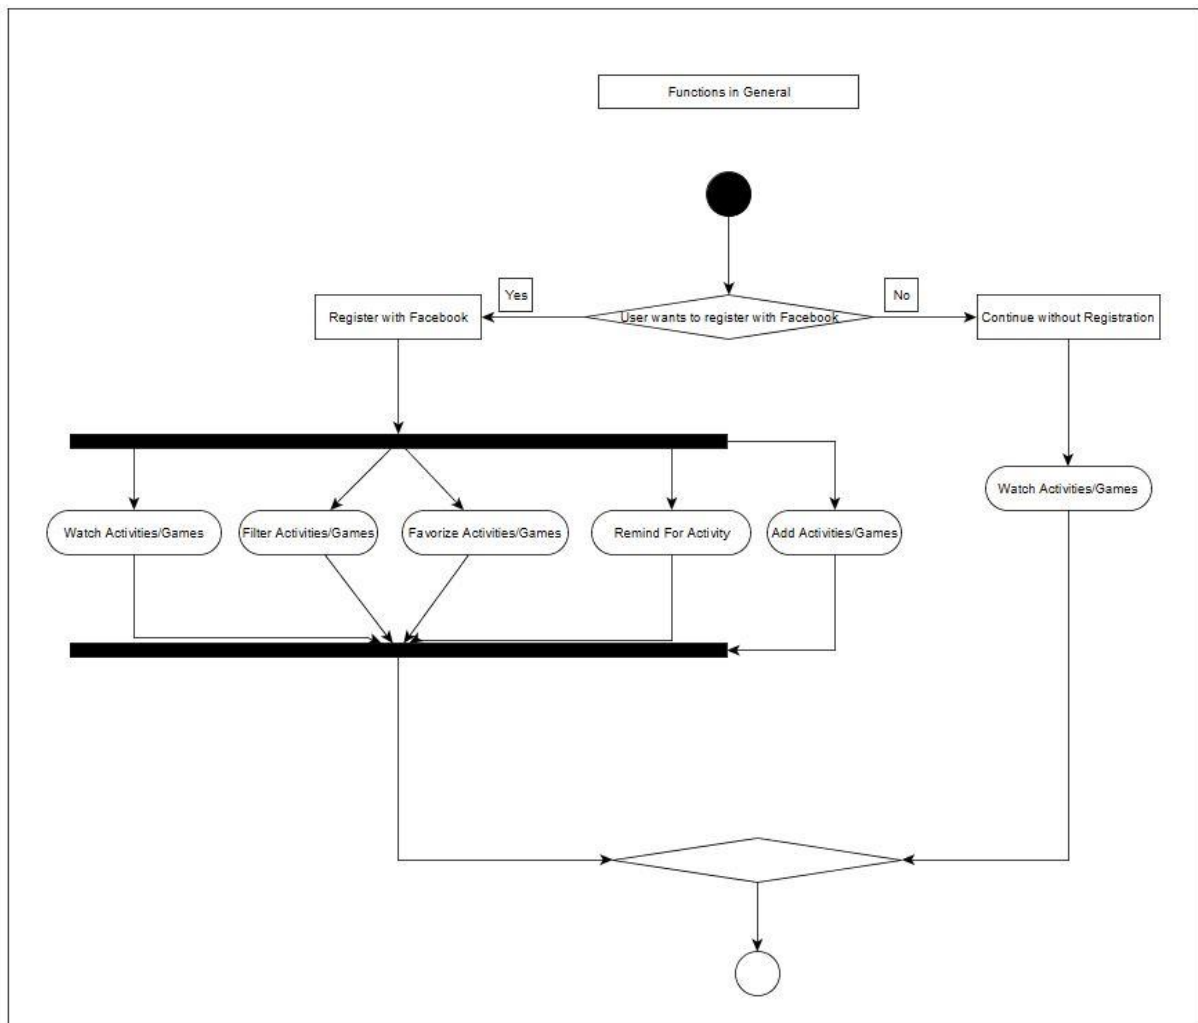 Functions in General
Yes
No
Register with Facebook
User wants to register with Facebook
Continue without Registration
Watch Activities/Games
Watch Activities/Games
Filter Activities/Games
Favorize Activities/Games
Remind For Activity
Add Activities/Games